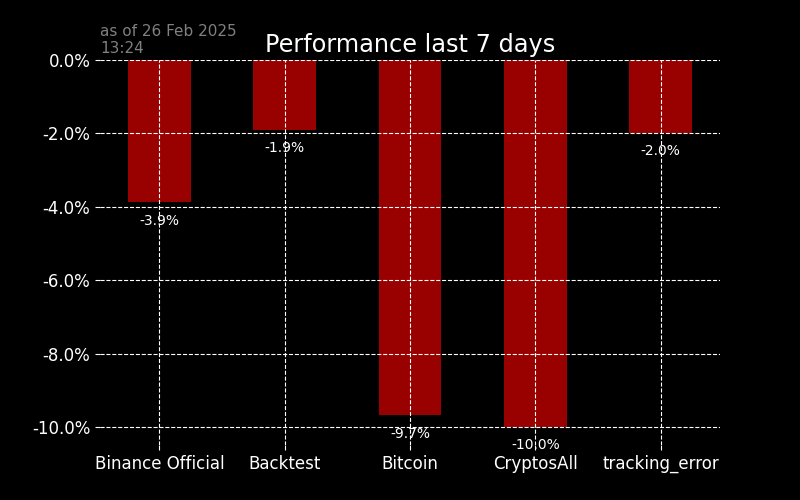 as of 26 Feb 2025
13:24
Performance last 7 days
0.0%
-2.0%
-4.0%
-6.0%
-8.0%
-10.0%
-3.9%
-1.9%
-9.7%
-10.0%
-2.0%
Binance Official
Backtest
Bitcoin
CryptosAll
tracking_error